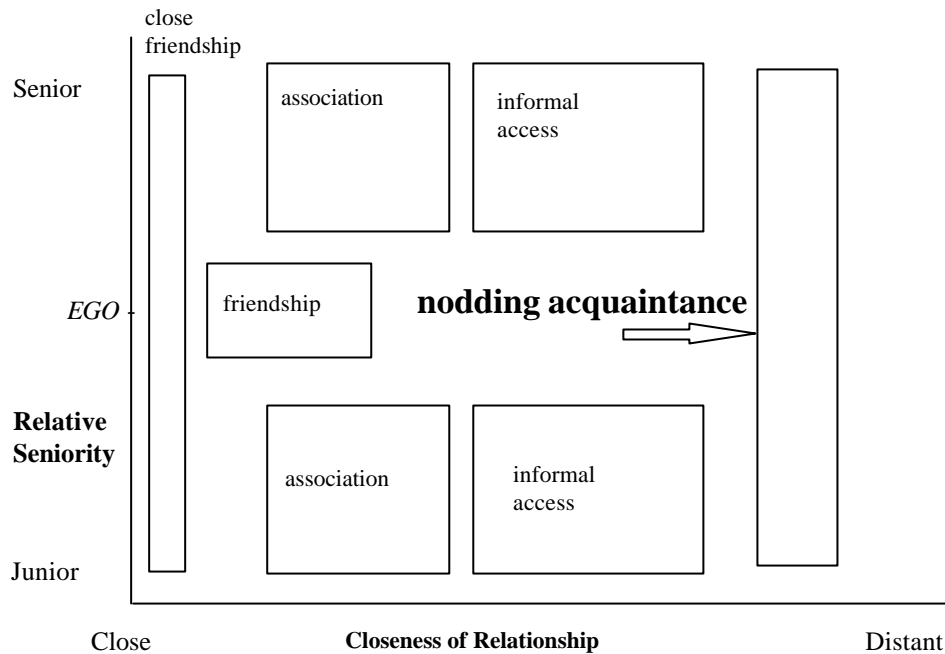 close
friendship
Senior
association
informal
access
EGO
friendship
nodding acquaintance
Relative
Seniority
association
informal
access
Junior
Close
Closeness of Relationship
Distant